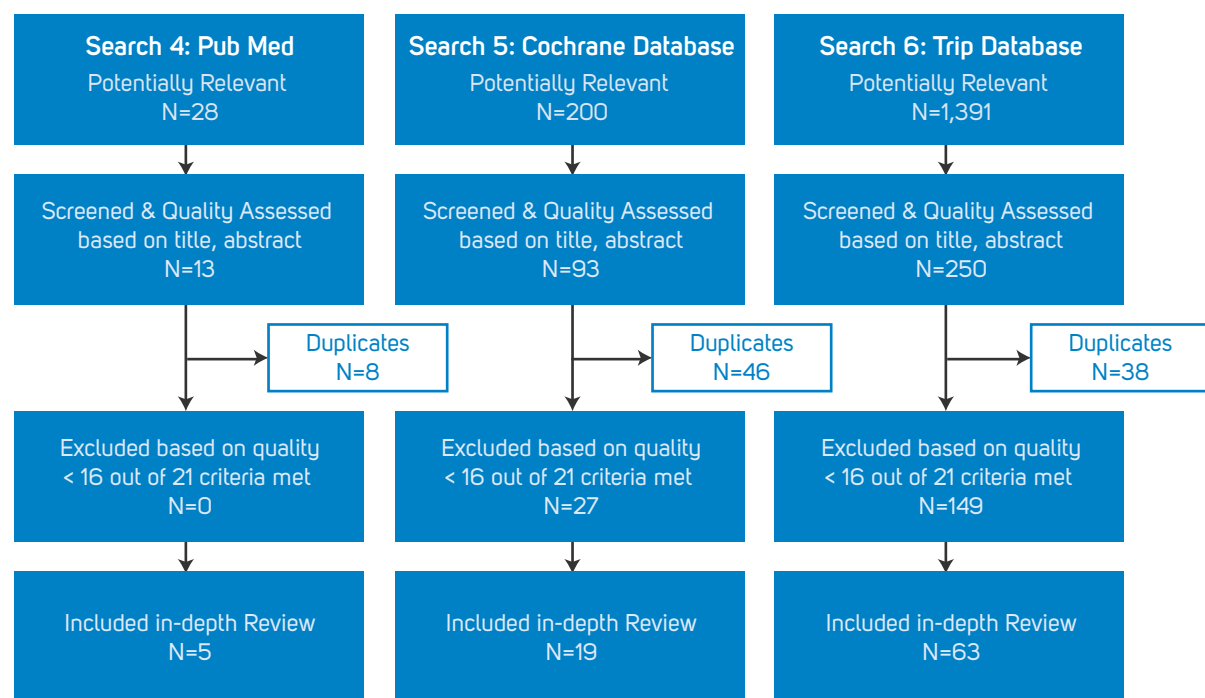 Search 4: Pub Med
Potentially Relevant
N=28
Screened & Quality Assessed
based on title, abstract
N=13
Duplicates
N=8
Excluded based on quality
< 16 out of 21 criteria met
N=0
Included in-depth Review
N=5
Search 5: Cochrane Database
Potentially Relevant
N=200
Screened & Quality Assessed
based on title, abstract
N=93
Duplicates
N=46
Excluded based on quality
< 16 out of 21 criteria met
N=27
Included in-depth Review
N=19
Search 6: Trip Database
Potentially Relevant
N=1,391
Screened & Quality Assessed
based on title, abstract
N=250
Duplicates
N=38
Excluded based on quality
< 16 out of 21 criteria met
N=149
Included in-depth Review
N=63